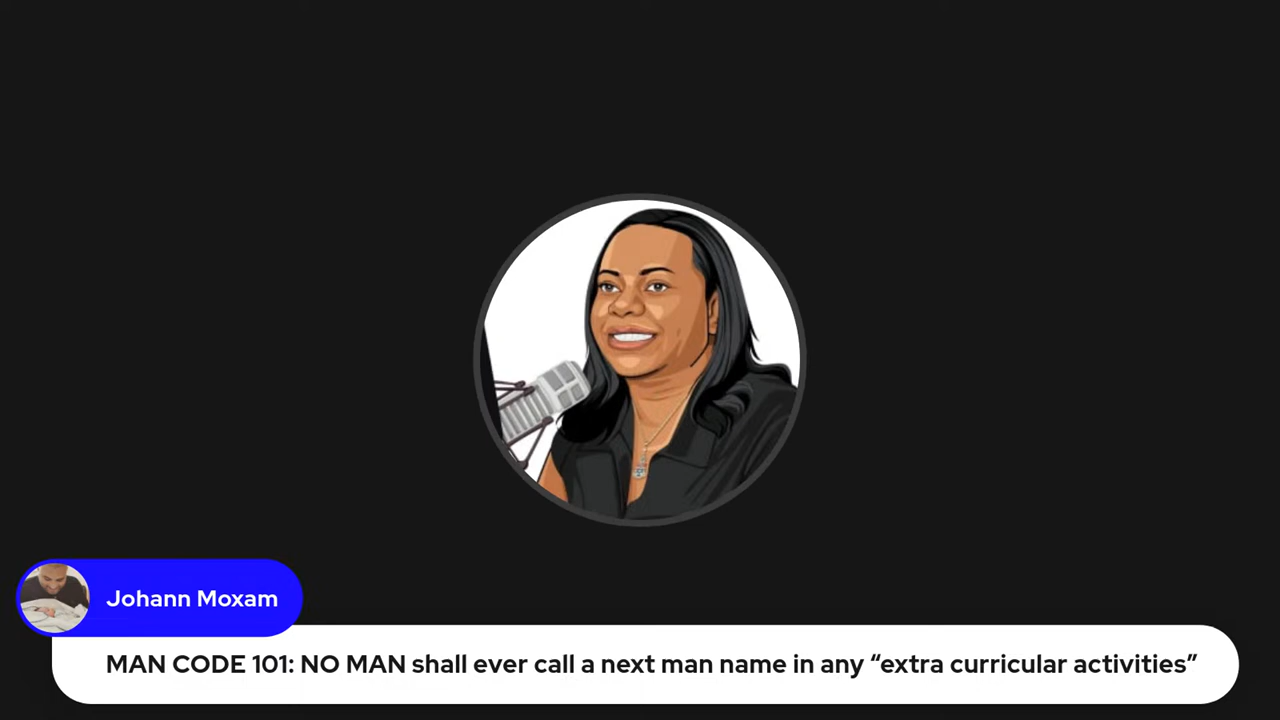 Johann Moxam
MAN CODE 101: NO MAN shall ever call a next man name in any “extra curricular activities”